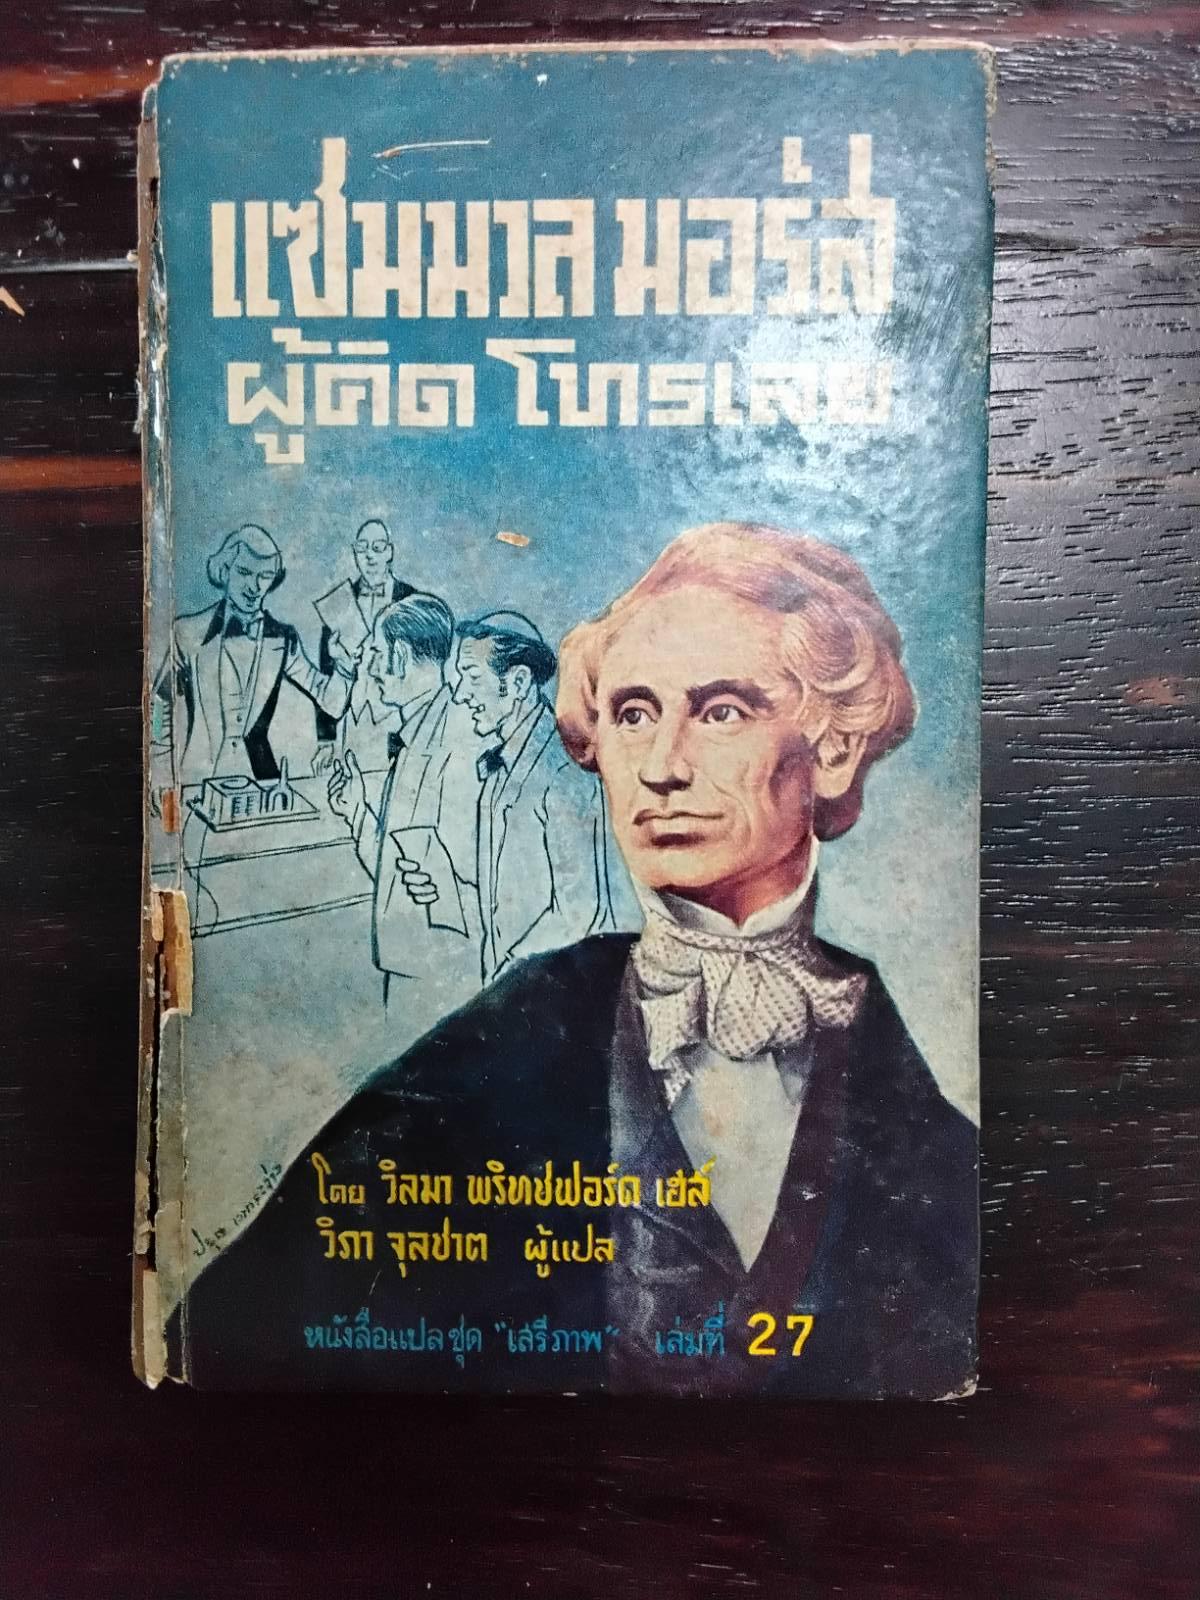 แซมมวล มอร์ส
ผู้คิด โทรเลข
โดย วิลมา พริทชฟอร์ด เฮส์
วิภา จุลชาต ผู้แปล
หนังสือแปลชุด "เสรีภาพ" เล่มที่ 27